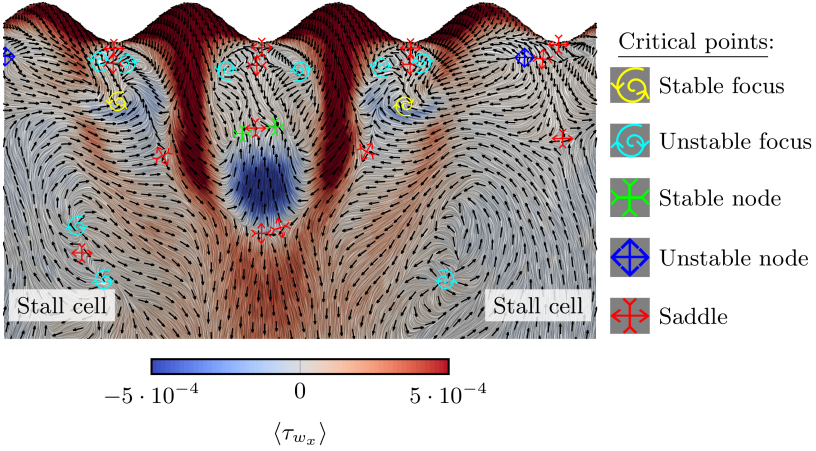 Critical points:
Stable focus
Unstable focus
Stable node
Unstable node
Saddle
Stall cell
Stall cell
−5 · 10⁻⁴
0
5 · 10⁻⁴
⟨τ_{w_x}⟩